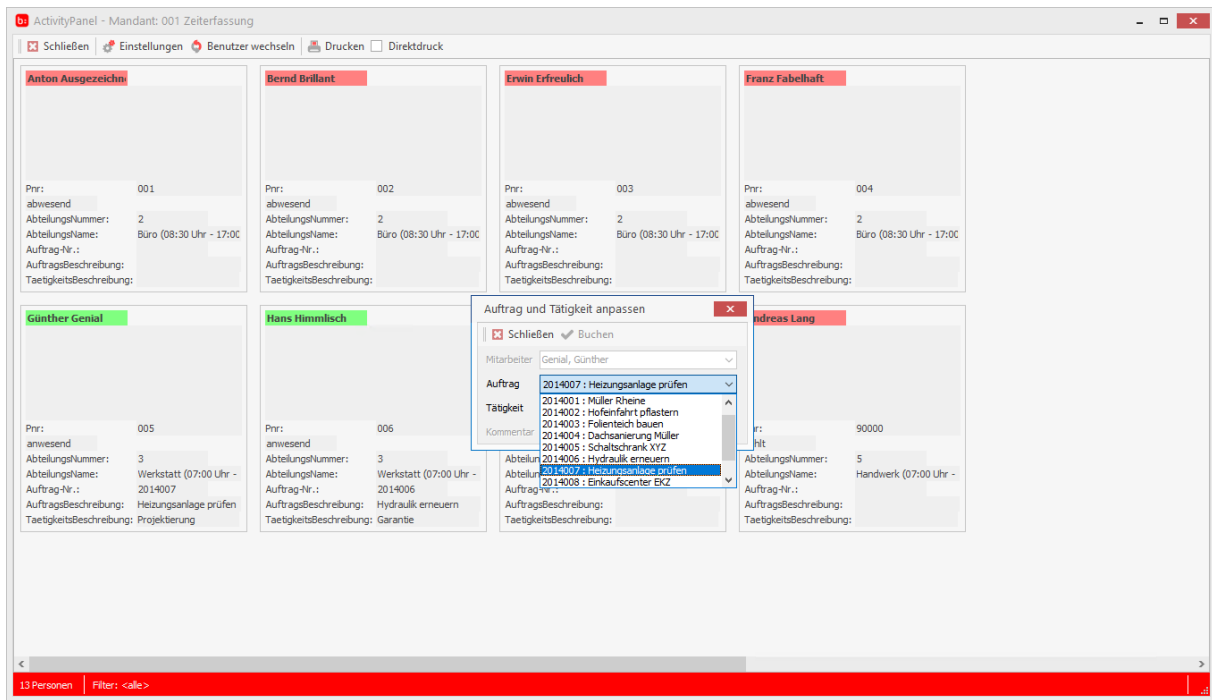 b:
ActivityPanel - Mandant: 001 Zeiterfassung
Schließen Einstellungen Benutzer wechseln Drucken Direktdruck
Anton Ausgezeichn
Pnr: 001
abwesend
AbteilungsNummer: 2
AbteilungsName: Büro (08:30 Uhr - 17:00
Auftrag-Nr.:
AuftragsBeschreibung:
TaetigkeitsBeschreibung:
Bernd Brillant
Pnr: 002
abwesend
AbteilungsNummer: 2
AbteilungsName: Büro (08:30 Uhr - 17:00
Auftrag-Nr.:
AuftragsBeschreibung:
TaetigkeitsBeschreibung:
Erwin Erfreulich
Pnr: 003
abwesend
AbteilungsNummer: 2
AbteilungsName: Büro (08:30 Uhr - 17:00
Auftrag-Nr.:
AuftragsBeschreibung:
TaetigkeitsBeschreibung:
Franz Fabelhaft
Pnr: 004
abwesend
AbteilungsNummer: 2
AbteilungsName: Büro (08:30 Uhr - 17:00
Auftrag-Nr.:
AuftragsBeschreibung:
TaetigkeitsBeschreibung:
Günther Genial
Pnr: 005
anwesend
AbteilungsNummer: 3
AbteilungsName: Werkstatt (07:00 Uhr -
Auftrag-Nr.: 2014007
AuftragsBeschreibung: Heizungsanlage prüfen
TaetigkeitsBeschreibung: Projektierung
Hans Himmlisch
Pnr: 006
anwesend
AbteilungsNummer: 3
AbteilungsName: Werkstatt (07:00 Uhr -
Auftrag-Nr.: 2014006
AuftragsBeschreibung: Hydraulik erneuern
TaetigkeitsBeschreibung: Garantie
Auftrag und Tätigkeit anpassen
Schließen Buchen
Mitarbeiter Genial, Günther
Auftrag 2014007 : Heizungsanlage prüfen
Tätigkeit
Kommentar
2014001 : Müller Rheine
2014002 : Hofeinfahrt pflastern
2014003 : Folienteich bauen
2014004 : Dachsanierung Müller
2014005 : Schaltschrank XYZ
2014006 : Hydraulik erneuern
2014007 : Heizungsanlage prüfen
2014008 : Einkaufscenter EKZ
Abteilun
Abteilun
Auftrag-Nr.:
AuftragsBeschreibung:
TaetigkeitsBeschreibung:
ndreas Lang
r: 90000
hlt
AbteilungsNummer: 5
AbteilungsName: Handwerk (07:00 Uhr -
Auftrag-Nr.:
AuftragsBeschreibung:
TaetigkeitsBeschreibung:
13 Personen Filter: <alle>